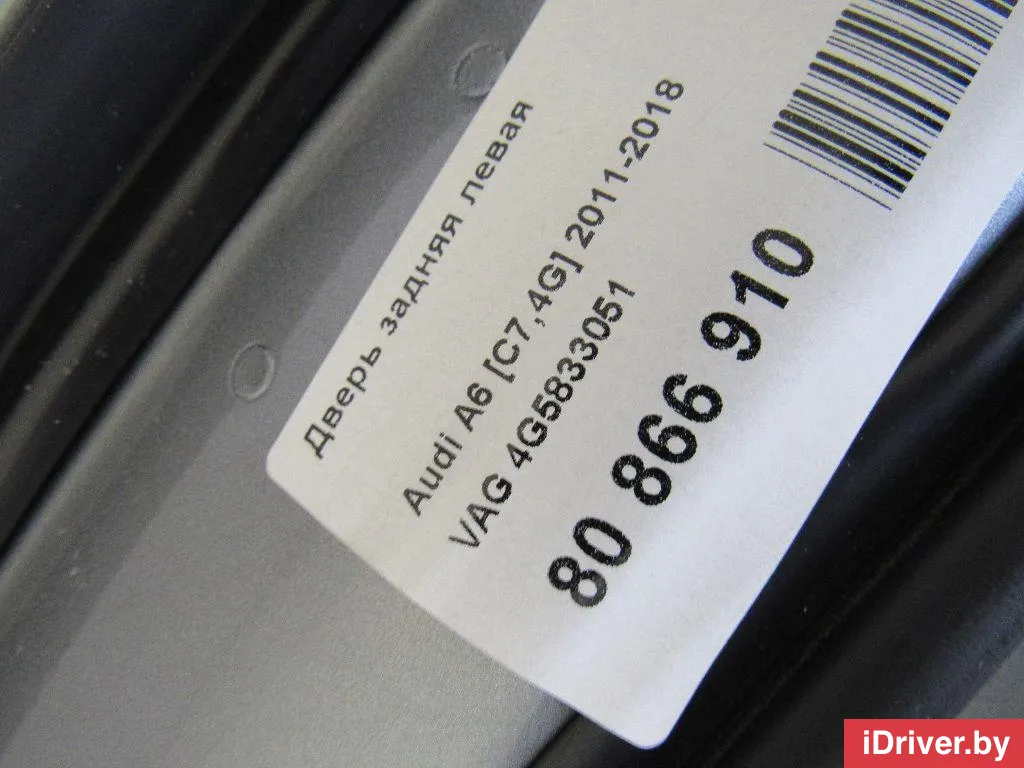 Дверь задняя левая
Audi A6 [C7,4G] 2011-2018
VAG 4G5833051
80 866 910
iDriver.by